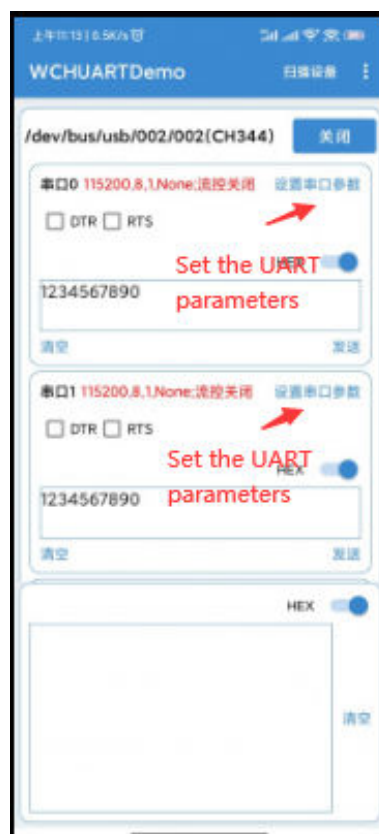 上午11:13 | 0.5K/s
WCHUARTDemo
扫描设备
/dev/bus/usb/002/002(CH344)
关闭
串口0 115200,8,1,None;流控关闭
设置串口参数
DTR RTS
HEX
Set the UART
parameters
1234567890
清空
发送
串口1 115200,8,1,None;流控关闭
设置串口参数
DTR RTS
HEX
Set the UART
parameters
1234567890
清空
发送
HEX
清空